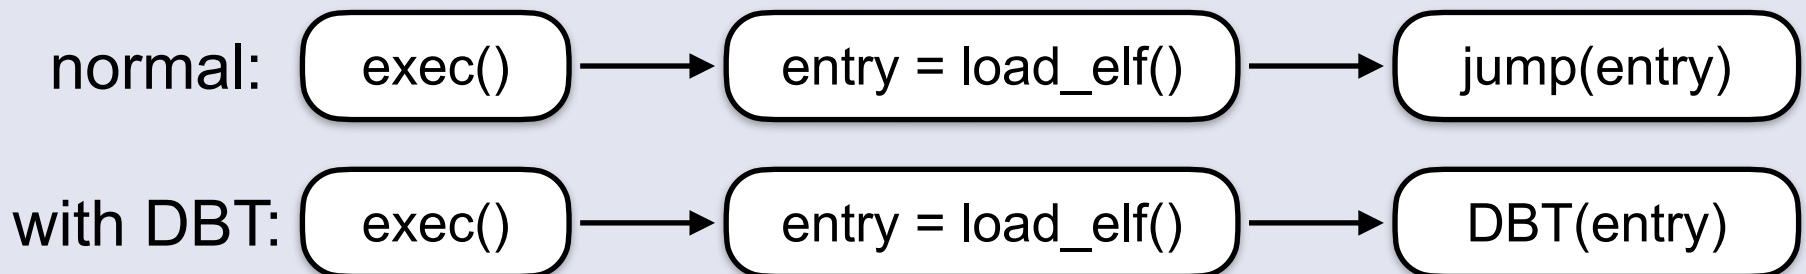 normal: exec() entry = load_elf() jump(entry)
with DBT: exec() entry = load_elf() DBT(entry)